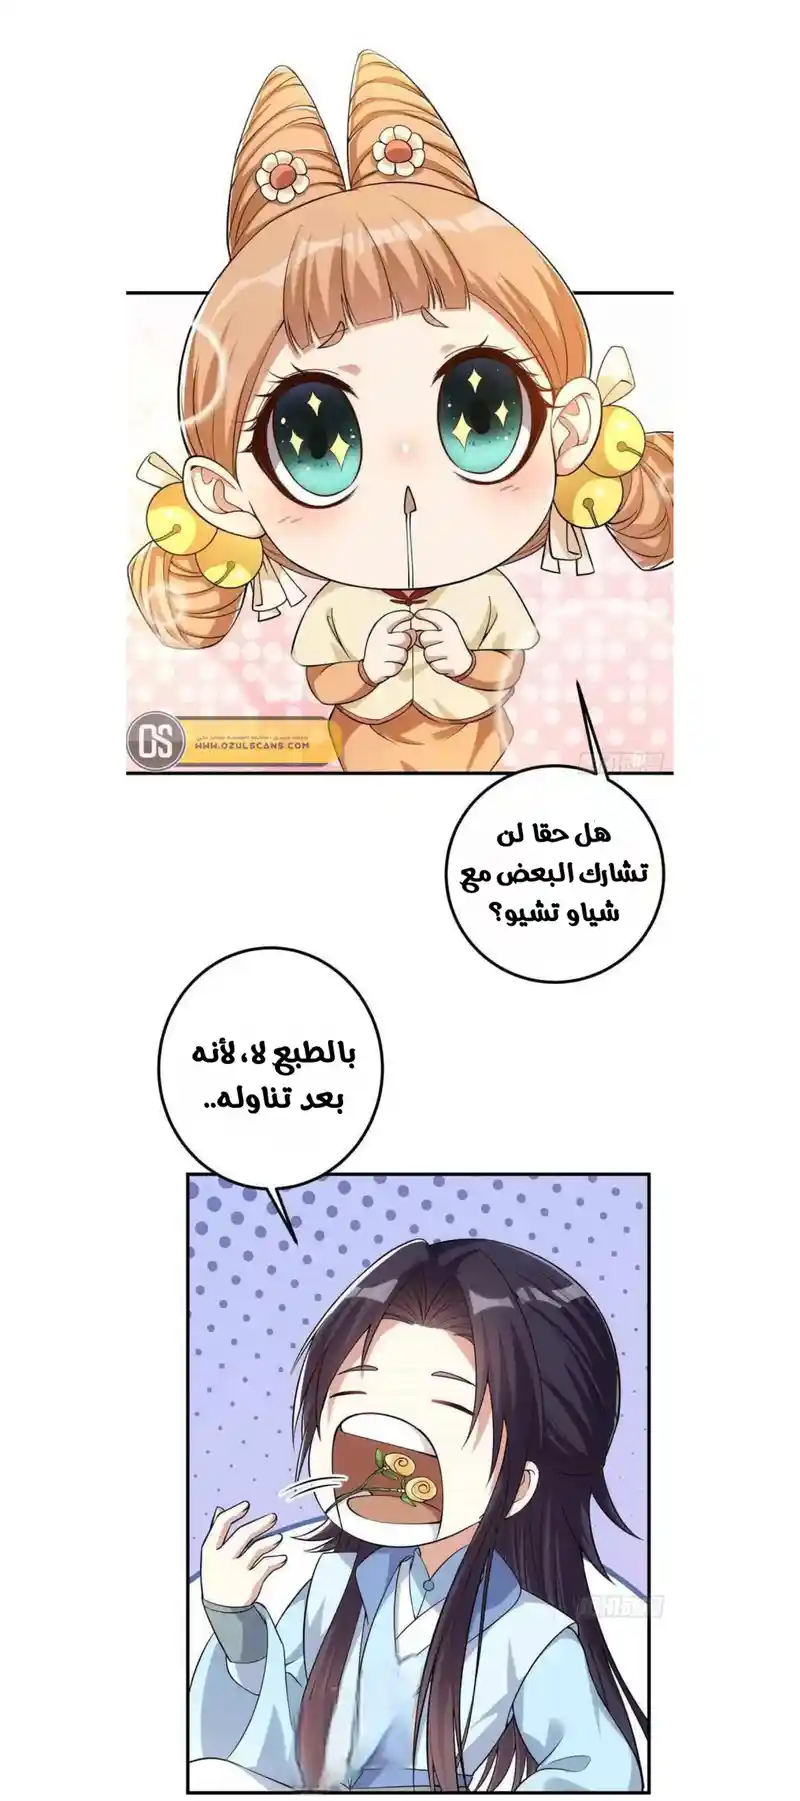 OS
WWW.OZULSCANS.COM
هل حقا لن
تشارك البعض مع
شياو تشيو؟
بالطبع لا، لأنه
بعد تناوله..